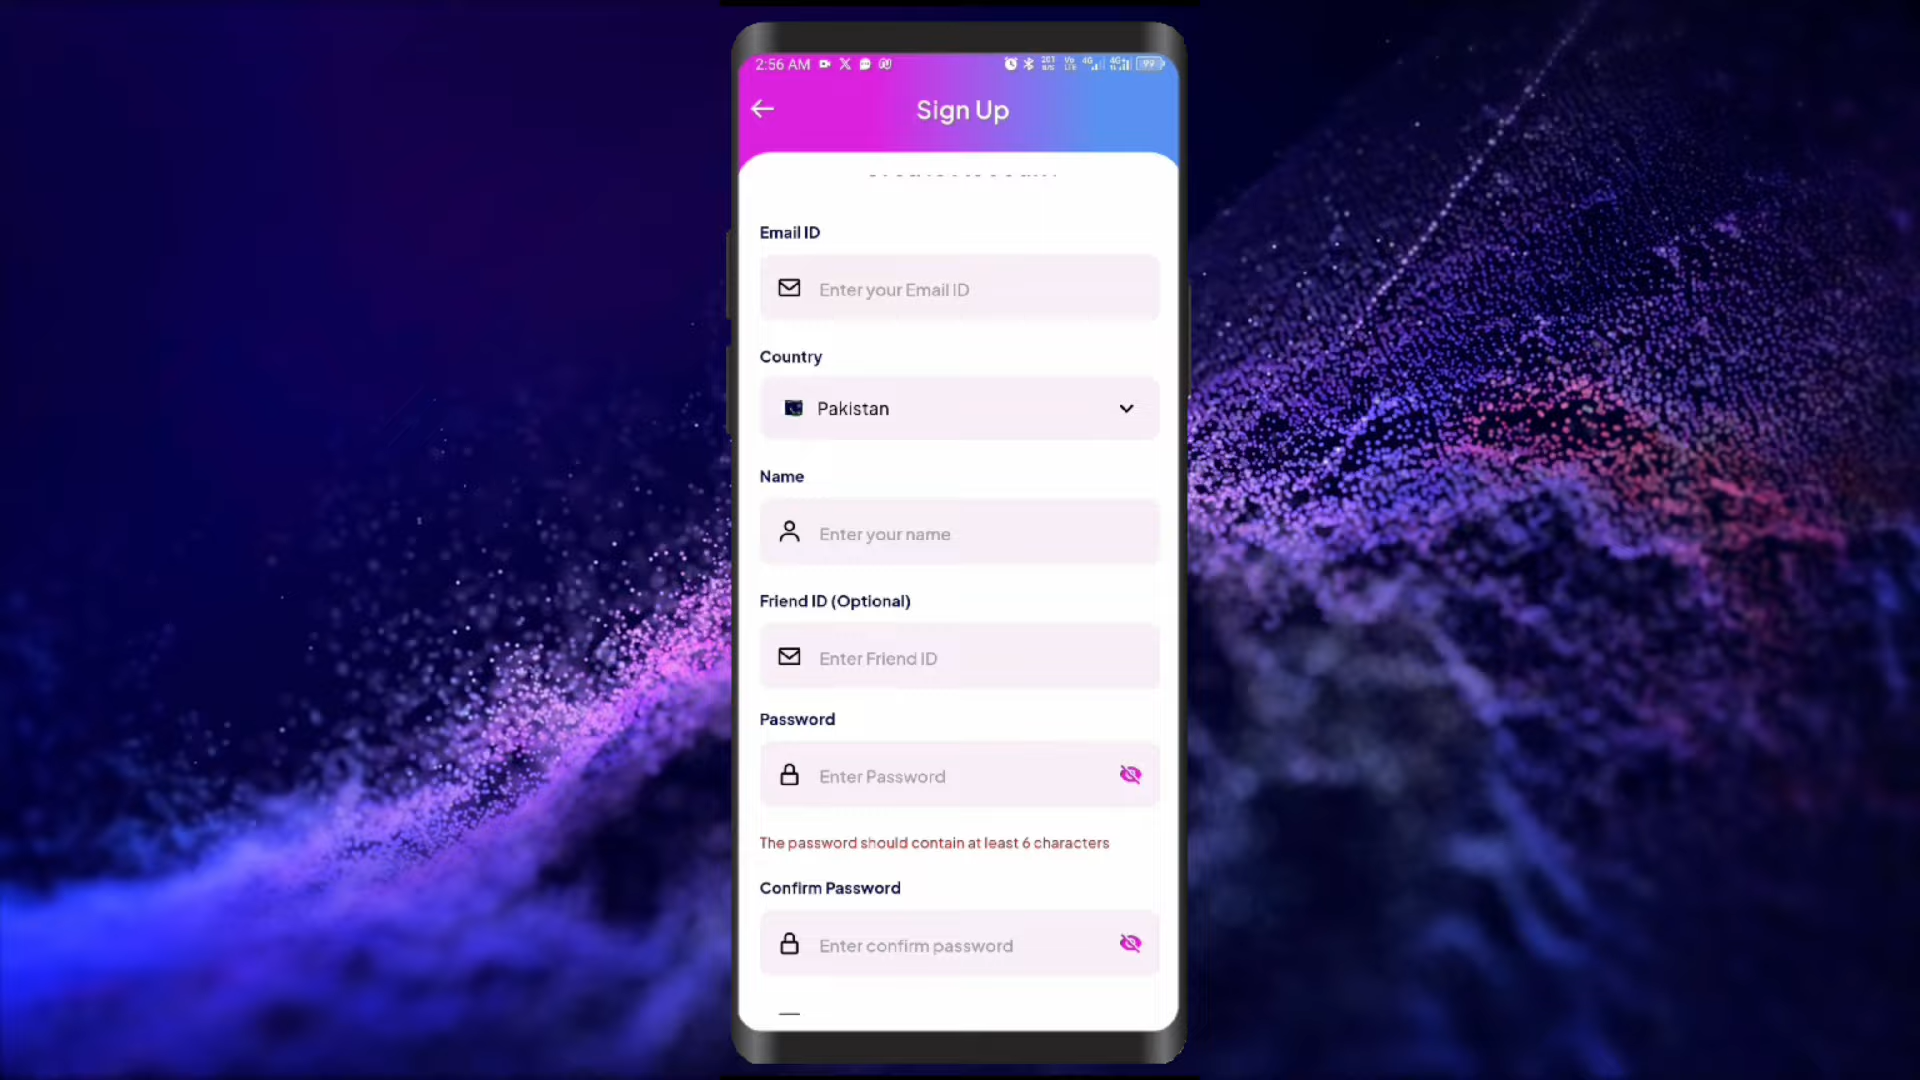 2:56 AM
99
Sign Up
Email ID
Enter your Email ID
Country
Pakistan
Name
Enter your name
Friend ID (Optional)
Enter Friend ID
Password
Enter Password
The password should contain at least 6 characters
Confirm Password
Enter confirm password